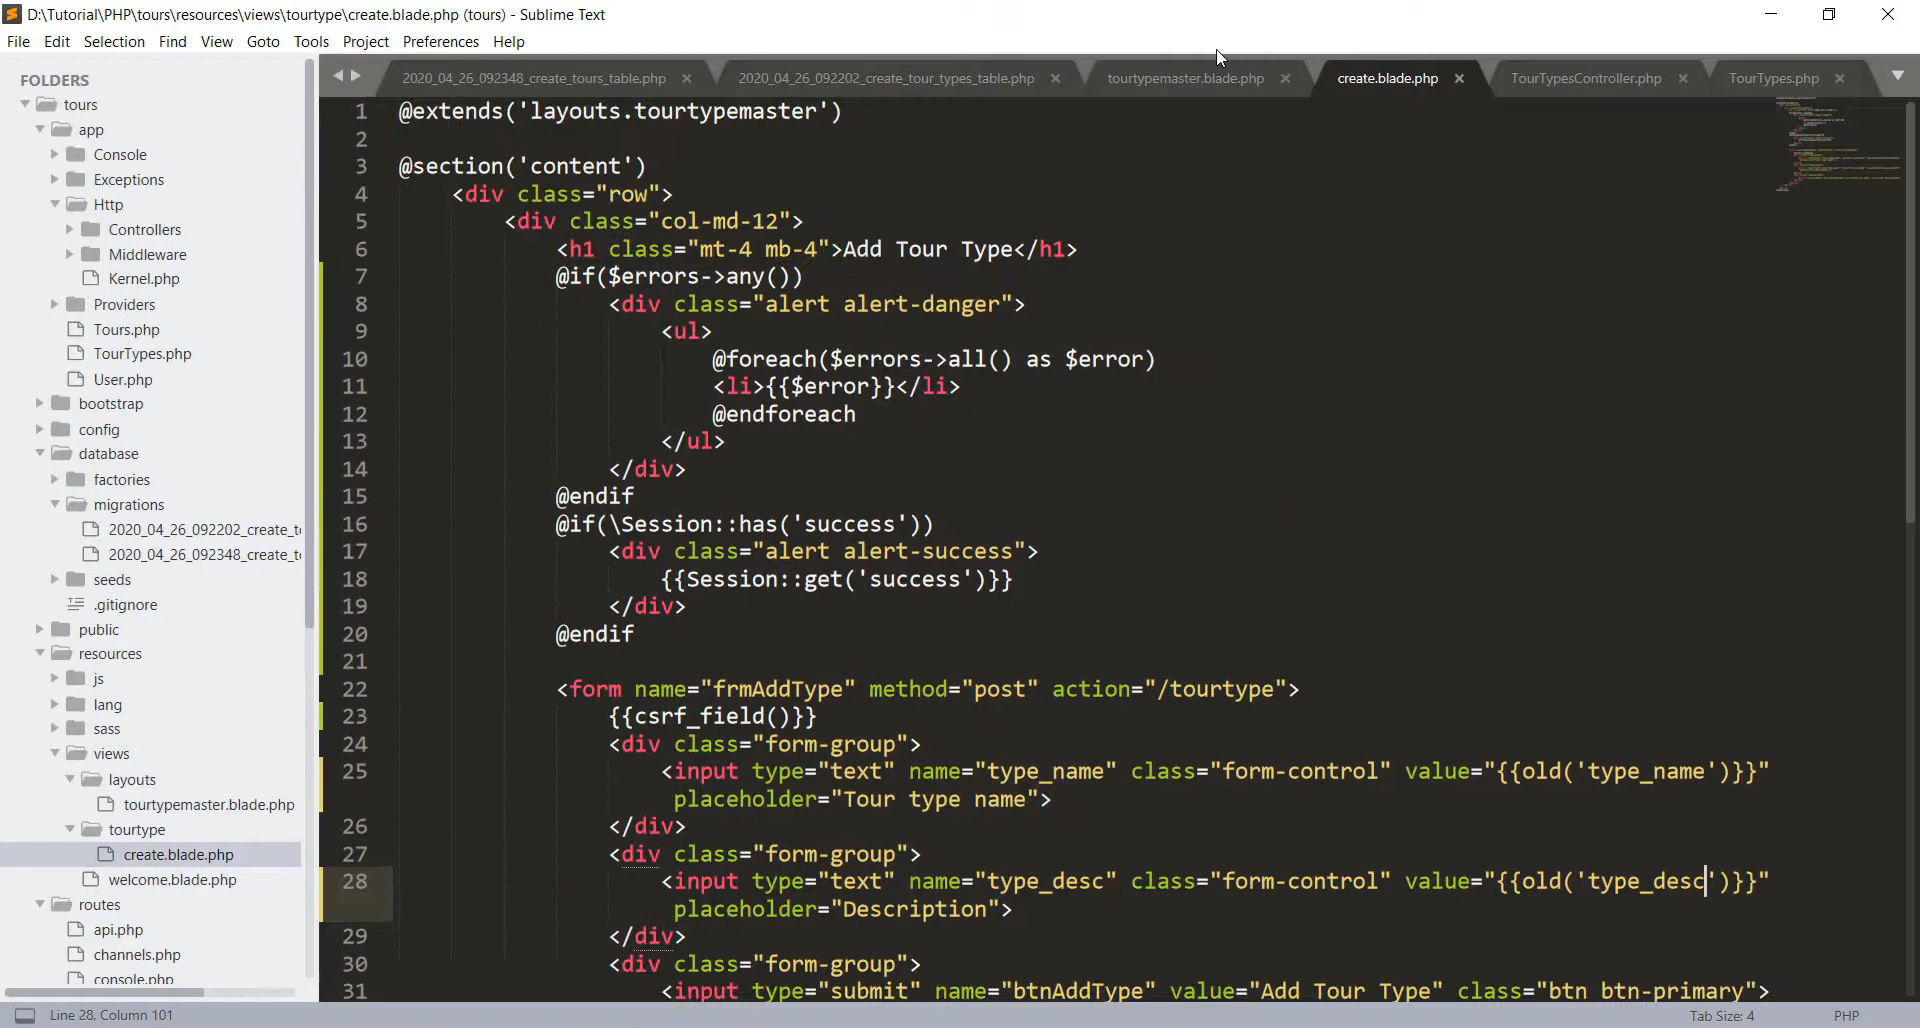 D:\Tutorial\PHP\tours\resources\views\tourtype\create.blade.php (tours) - Sublime Text
File Edit Selection Find View Goto Tools Project Preferences Help
2020_04_26_092348_create_tours_table.php × 2020_04_26_092202_create_tour_types_table.php × tourtypemaster.blade.php × create.blade.php × TourTypesController.php × TourTypes.php ×
FOLDERS
tours
app
Console
Exceptions
Http
Controllers
Middleware
Kernel.php
Providers
Tours.php
TourTypes.php
User.php
bootstrap
config
database
factories
migrations
2020_04_26_092202_create_t
2020_04_26_092348_create_t
seeds
.gitignore
public
resources
js
lang
sass
views
layouts
tourtypemaster.blade.php
tourtype
create.blade.php
welcome.blade.php
routes
api.php
channels.php
console.php
1 @extends('layouts.tourtypemaster')
2
3 @section('content')
4 <div class="row">
5 <div class="col-md-12">
6 <h1 class="mt-4 mb-4">Add Tour Type</h1>
7 @if($errors->any())
8 <div class="alert alert-danger">
9 <ul>
10 @foreach($errors->all() as $error)
11 <li>{{$error}}</li>
12 @endforeach
13 </ul>
14 </div>
15 @endif
16 @if(\Session::has('success'))
17 <div class="alert alert-success">
18 {{Session::get('success')}}
19 </div>
20 @endif
21
22 <form name="frmAddType" method="post" action="/tourtype">
23 {{csrf_field()}}
24 <div class="form-group">
25 <input type="text" name="type_name" class="form-control" value="{{old('type_name')}}"
placeholder="Tour type name">
26 </div>
27 <div class="form-group">
28 <input type="text" name="type_desc" class="form-control" value="{{old('type_desc')}}"
placeholder="Description">
29 </div>
30 <div class="form-group">
31 <input type="submit" name="btnAddType" value="Add Tour Type" class="btn btn-primary">
Line 28, Column 101
Tab Size: 4 PHP